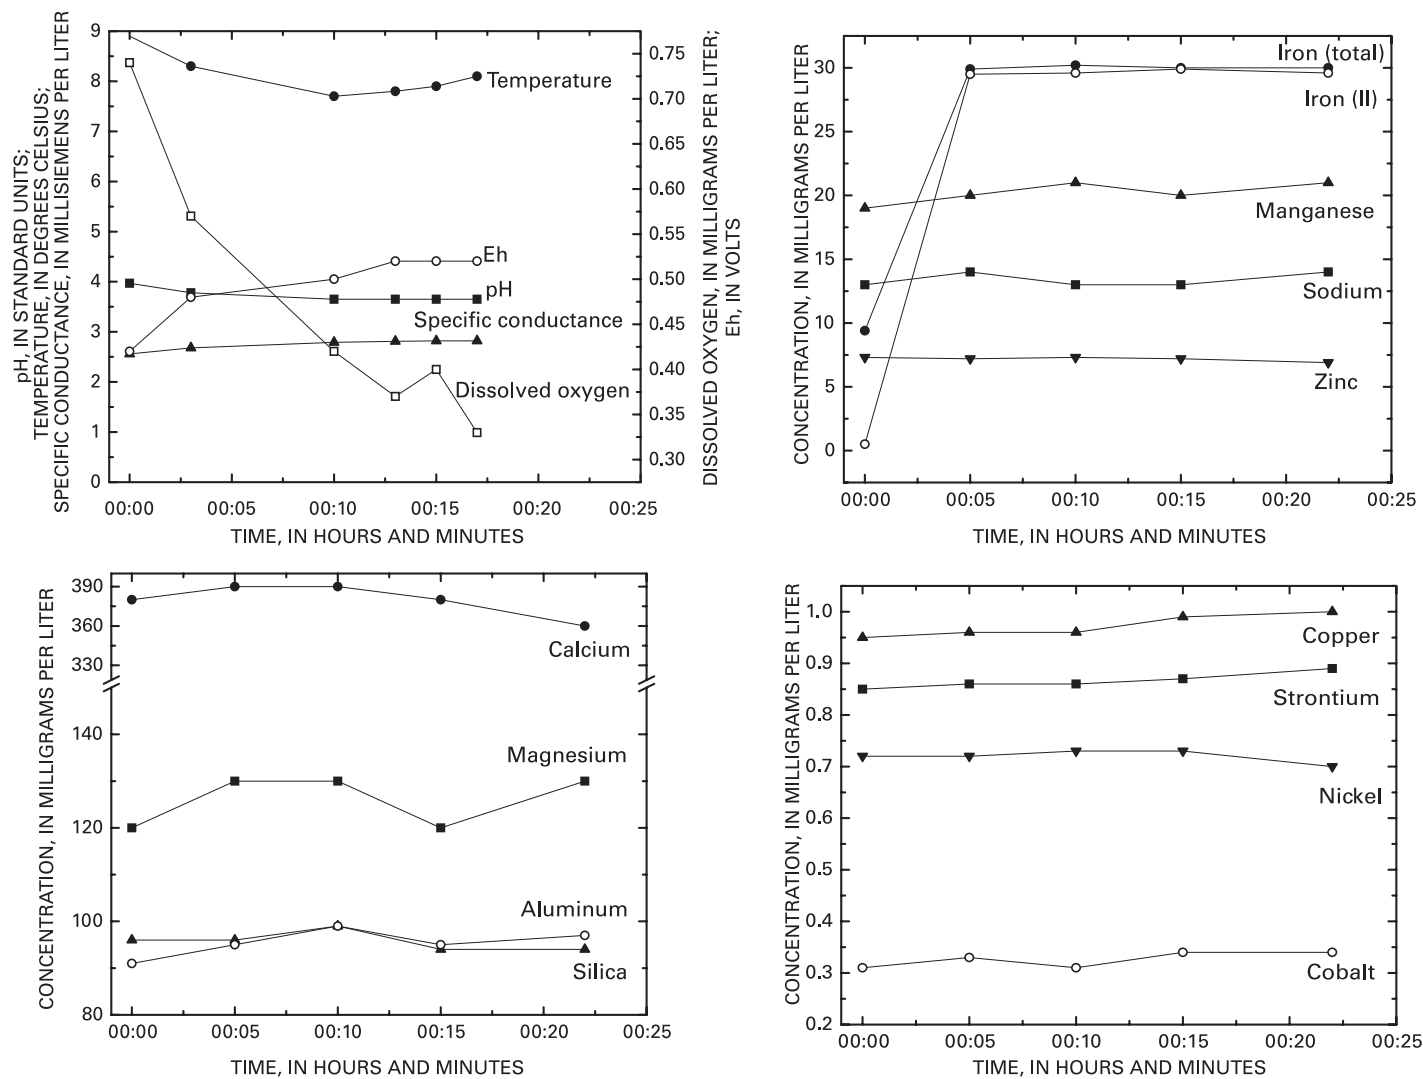 pH, IN STANDARD UNITS;
TEMPERATURE, IN DEGREES CELSIUS;
SPECIFIC CONDUCTANCE, IN MILLISIEMENS PER LITER
9
8
7
6
5
4
3
2
1
0
Temperature
Eh
pH
Specific conductance
Dissolved oxygen
0.75
0.70
0.65
0.60
0.55
0.50
0.45
0.40
0.35
0.30
DISSOLVED OXYGEN, IN MILLIGRAMS PER LITER;
Eh, IN VOLTS
00:00 00:05 00:10 00:15 00:20 00:25
TIME, IN HOURS AND MINUTES
CONCENTRATION, IN MILLIGRAMS PER LITER
30
25
20
15
10
5
0
Iron (total)
Iron (II)
Manganese
Sodium
Zinc
00:00 00:05 00:10 00:15 00:20 00:25
TIME, IN HOURS AND MINUTES
CONCENTRATION, IN MILLIGRAMS PER LITER
390
360
330
140
120
100
80
Calcium
Magnesium
Aluminum
Silica
00:00 00:05 00:10 00:15 00:20 00:25
TIME, IN HOURS AND MINUTES
CONCENTRATION, IN MILLIGRAMS PER LITER
1.0
0.9
0.8
0.7
0.6
0.5
0.4
0.3
0.2
Copper
Strontium
Nickel
Cobalt
00:00 00:05 00:10 00:15 00:20 00:25
TIME, IN HOURS AND MINUTES